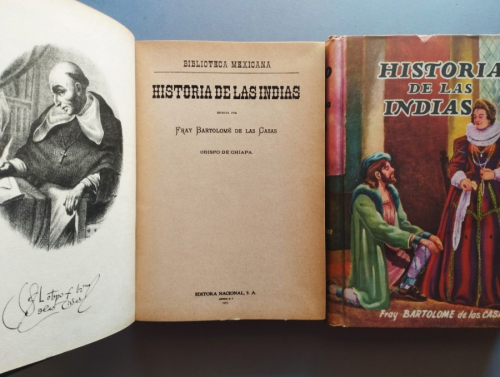 BIBLIOTECA MEXICANA
HISTORIA DE LAS INDIAS
FRAY BARTOLOMÉ DE LAS CASAS
OBISPO DE CHIAPA
EDITORA NACIONAL, S. A.
HISTORIA
DE LAS
INDIAS
Fray BARTOLOME de las CASA